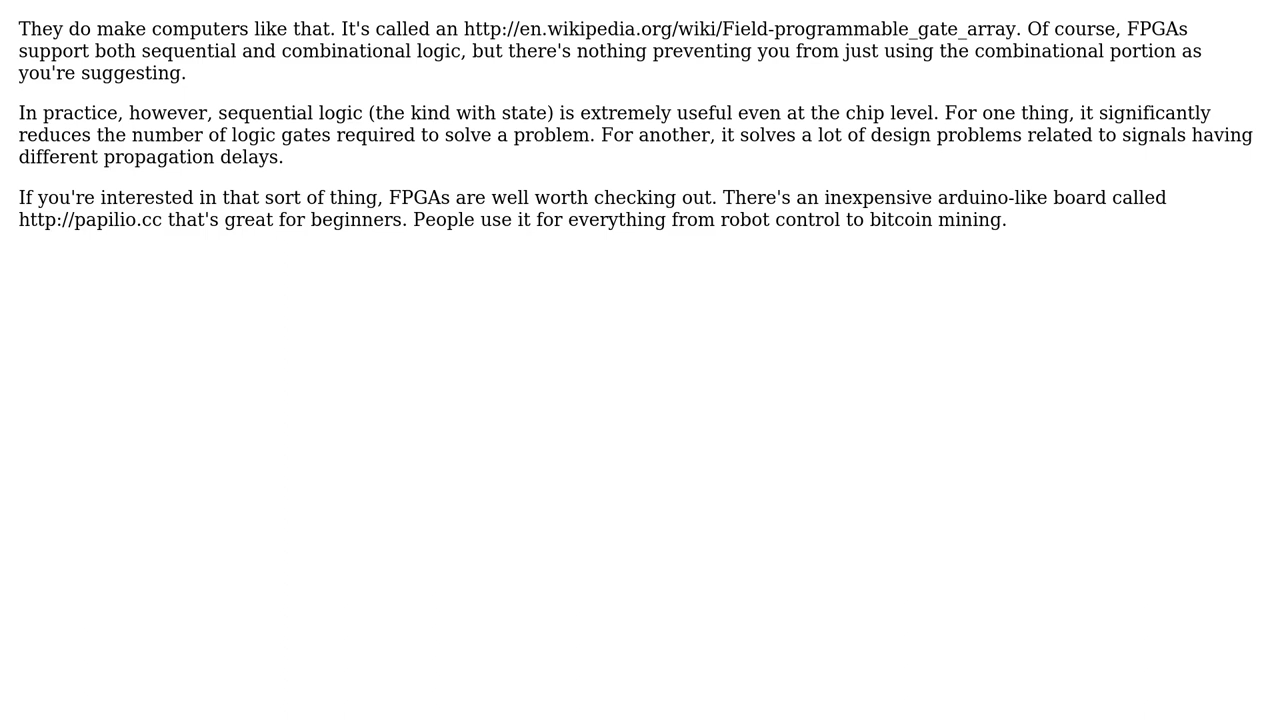 They do make computers like that. It's called an http://en.wikipedia.org/wiki/Field-programmable_gate_array. Of course, FPGAs
support both sequential and combinational logic, but there's nothing preventing you from just using the combinational portion as
you're suggesting.
In practice, however, sequential logic (the kind with state) is extremely useful even at the chip level. For one thing, it significantly
reduces the number of logic gates required to solve a problem. For another, it solves a lot of design problems related to signals having
different propagation delays.
If you're interested in that sort of thing, FPGAs are well worth checking out. There's an inexpensive arduino-like board called
http://papilio.cc that's great for beginners. People use it for everything from robot control to bitcoin mining.